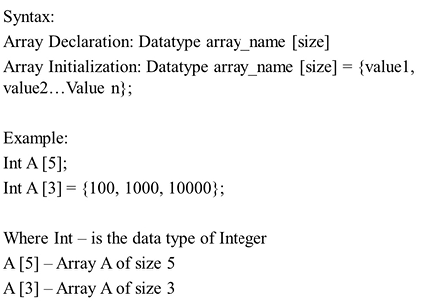 Syntax:
Array Declaration: Datatype array_name [size]
Array Initialization: Datatype array_name [size] = {value1,
value2…Value n};
Example:
Int A [5];
Int A [3] = {100, 1000, 10000};
Where Int – is the data type of Integer
A [5] – Array A of size 5
A [3] – Array A of size 3